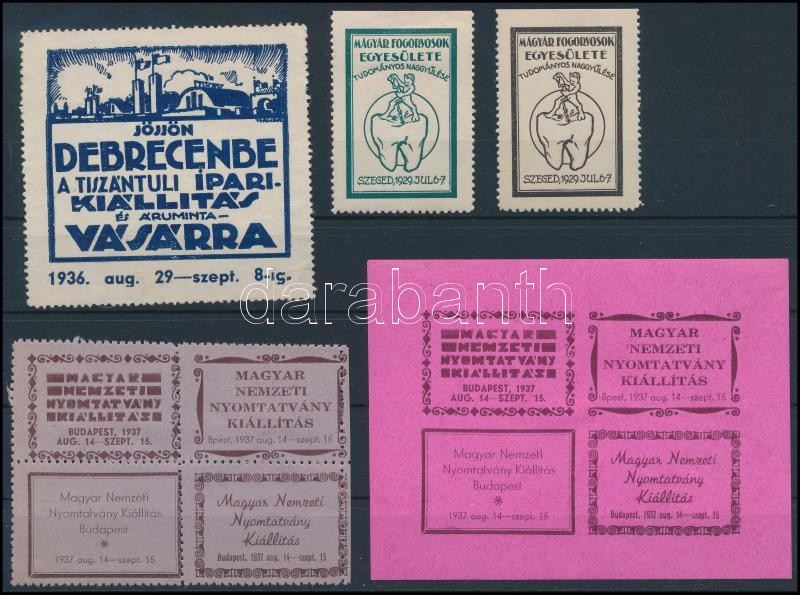 JÖJJÖN
DEBRECENBE
A TISZÁNTULI IPARI-
KIÁLLITÁS
ÉS ÁRUMINTA-
VÁSÁRRA
1936. aug. 29—szept. 8-ig.
MAGYAR FOGORVOSOK
EGYESÜLETE
TUDOMÁNYOS NAGGYÜLÉSE
SZEGED, 1929. JUL. 6-7
MAGYAR FOGORVOSOK
EGYESÜLETE
TUDOMÁNYOS NAGGYÜLÉSE
SZEGED, 1929. JUL. 6-7
darabanth
MAGYAR
NEMZETI
NYOMTATVÁNY
KIÁLLITÁS
BUDAPEST, 1937
AUG. 14—SZEPT. 15.
MAGYAR
NEMZETI
NYOMTATVÁNY
KIÁLLÍTÁS
Bpest, 1937 aug. 14—szept. 15
Magyar Nemzeti
Nyomtatvány Kiállítás
Budapest
1937 aug. 14—szept. 15
Magyar Nemzeti
Nyomtatvány
Kiállítás
Budapest, 1937 aug. 14—szept. 15.
MAGYAR
NEMZETI
NYOMTATVÁNY
KIÁLLITÁS
BUDAPEST, 1937
AUG. 14—SZEPT. 15.
MAGYAR
NEMZETI
NYOMTATVÁNY
KIÁLLÍTÁS
Bpest, 1937 aug. 14—szept. 15
Magyar Nemzeti
Nyomtatvány Kiállítás
Budapest
1937 aug. 14—szept. 15
Magyar Nemzeti
Nyomtatvány
Kiállítás
Budapest, 1937 aug. 14—szept. 15.